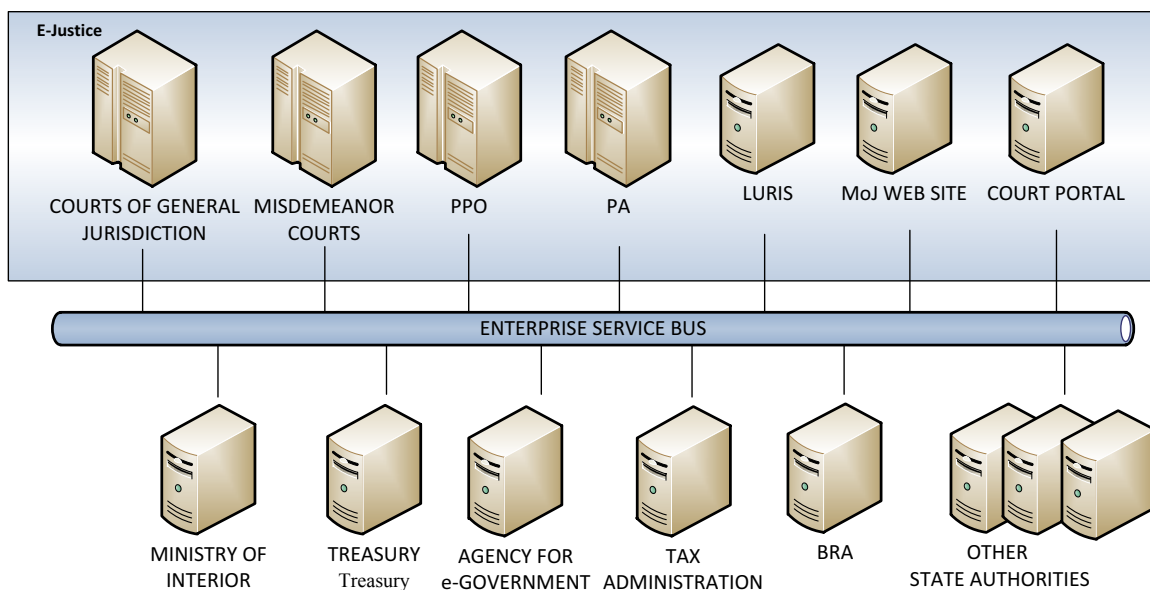 E-Justice
COURTS OF GENERAL
JURISDICTION
MISDEMEANOR
COURTS
PPO
PA
LURIS
MoJ WEB SITE
COURT PORTAL
ENTERPRISE SERVICE BUS
MINISTRY OF
INTERIOR
TREASURY
Treasury
AGENCY FOR
e-GOVERNMENT
TAX
ADMINISTRATION
BRA
OTHER
STATE AUTHORITIES